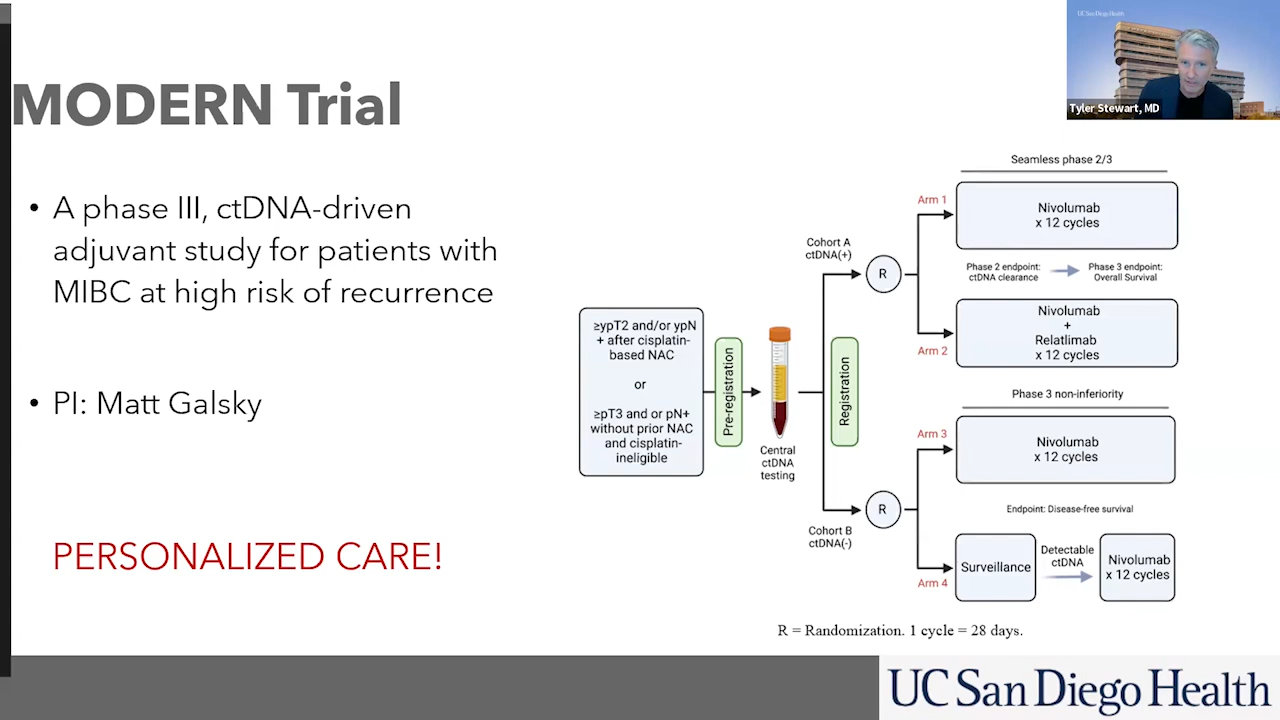 UC San Diego Health
Tyler Stewart, MD
MODERN Trial
• A phase III, ctDNA-driven
adjuvant study for patients with
MIBC at high risk of recurrence
• PI: Matt Galsky
PERSONALIZED CARE!
≥ypT2 and/or ypN
+ after cisplatin-
based NAC
or
≥pT3 and or pN+
without prior NAC
and cisplatin-
ineligible
Pre-registration
Central
ctDNA
testing
Registration
Cohort A
ctDNA(+)
R
Seamless phase 2/3
Arm 1
Nivolumab
x 12 cycles
Phase 2 endpoint:
ctDNA clearance
Phase 3 endpoint:
Overall Survival
Arm 2
Nivolumab
+
Relatlimab
x 12 cycles
Cohort B
ctDNA(-)
R
Phase 3 non-inferiority
Arm 3
Nivolumab
x 12 cycles
Endpoint: Disease-free survival
Arm 4
Surveillance
Detectable
ctDNA
Nivolumab
x 12 cycles
R = Randomization. 1 cycle = 28 days.
UC San Diego Health